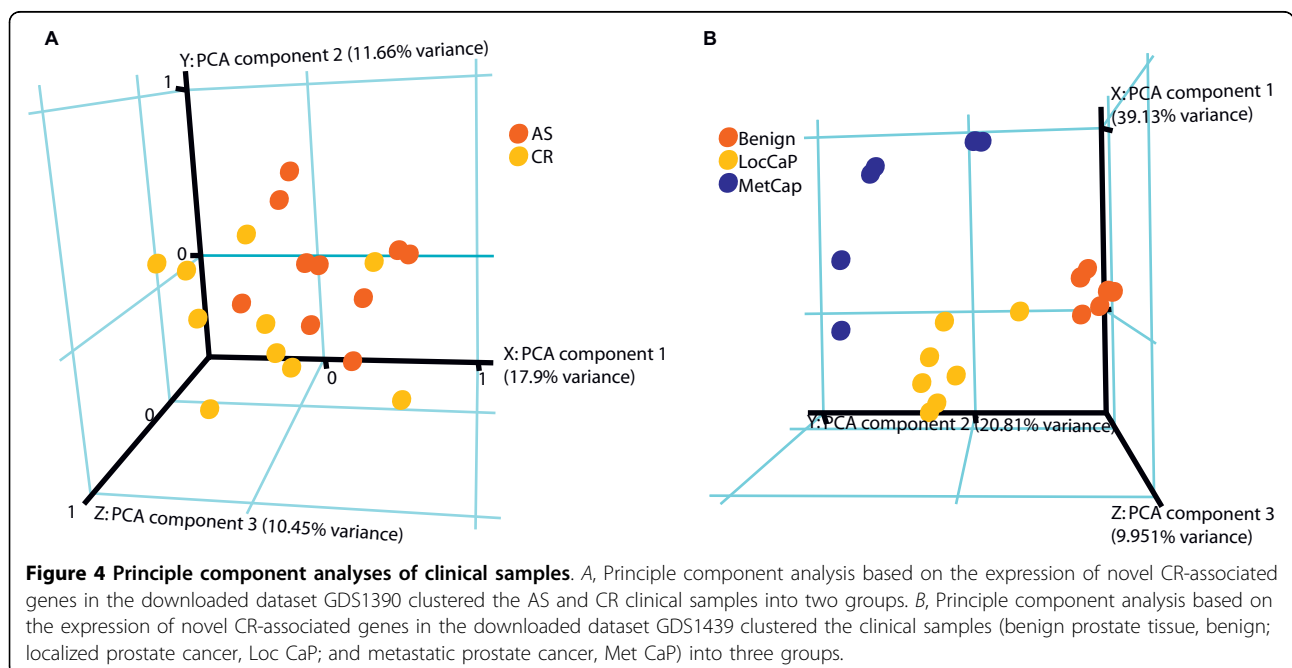 A
Y: PCA component 2 (11.66% variance)
1
AS
CR
0
X: PCA component 1
(17.9% variance)
0
1
0
1
Z: PCA component 3 (10.45% variance)
B
X: PCA component 1
(39.13% variance)
Benign
LocCaP
MetCap
Y: PCA component 2 (20.81% variance)
Z: PCA component 3
(9.951% variance)
Figure 4 Principle component analyses of clinical samples. A, Principle component analysis based on the expression of novel CR-associated
genes in the downloaded dataset GDS1390 clustered the AS and CR clinical samples into two groups. B, Principle component analysis based on
the expression of novel CR-associated genes in the downloaded dataset GDS1439 clustered the clinical samples (benign prostate tissue, benign;
localized prostate cancer, Loc CaP; and metastatic prostate cancer, Met CaP) into three groups.